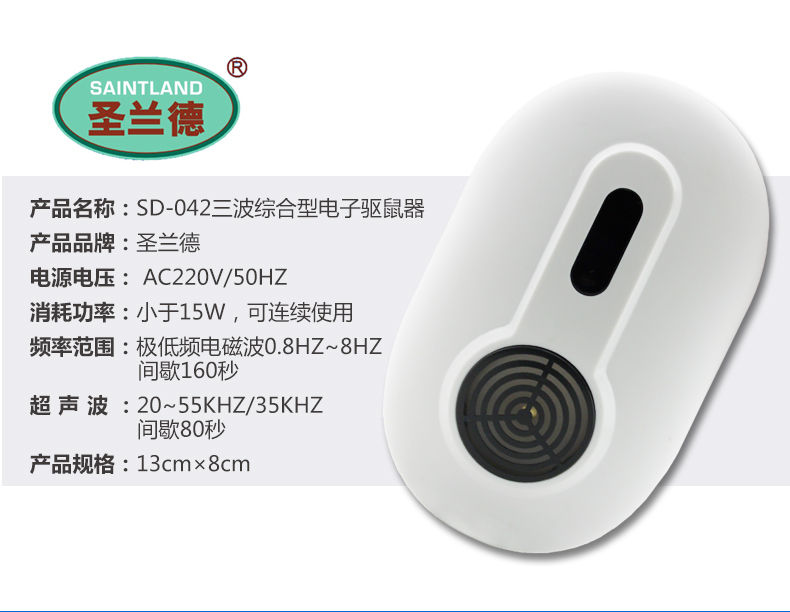 SAINTLAND
圣兰德
®
产品名称：SD-042三波综合型电子驱鼠器
产品品牌：圣兰德
电源电压： AC220V/50HZ
消耗功率：小于15W，可连续使用
频率范围：极低频电磁波0.8HZ~8HZ
间歇160秒
超 声 波 ：20~55KHZ/35KHZ
间歇80秒
产品规格：13cm×8cm